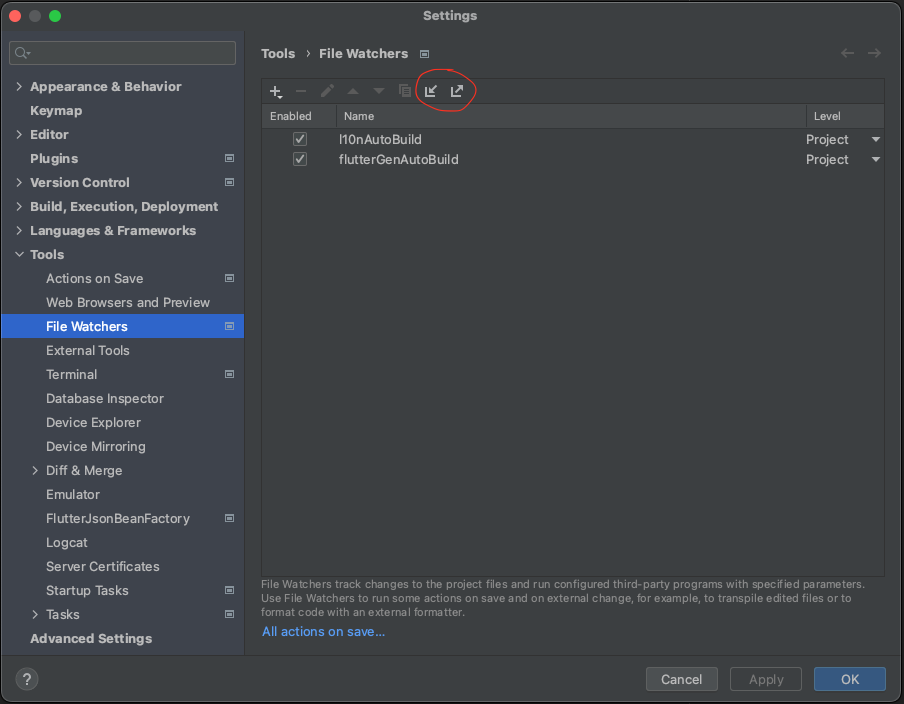 Settings
Tools › File Watchers
Appearance & Behavior
Keymap
Editor
Plugins
Version Control
Build, Execution, Deployment
Languages & Frameworks
Tools
Actions on Save
Web Browsers and Preview
File Watchers
External Tools
Terminal
Database Inspector
Device Explorer
Device Mirroring
Diff & Merge
Emulator
FlutterJsonBeanFactory
Logcat
Server Certificates
Startup Tasks
Tasks
Advanced Settings
Enabled Name Level
l10nAutoBuild Project
flutterGenAutoBuild Project
File Watchers track changes to the project files and run configured third-party programs with specified parameters.
Use File Watchers to run some actions on save and on external change, for example, to transpile edited files or to
format code with an external formatter.
All actions on save...
?
Cancel Apply OK